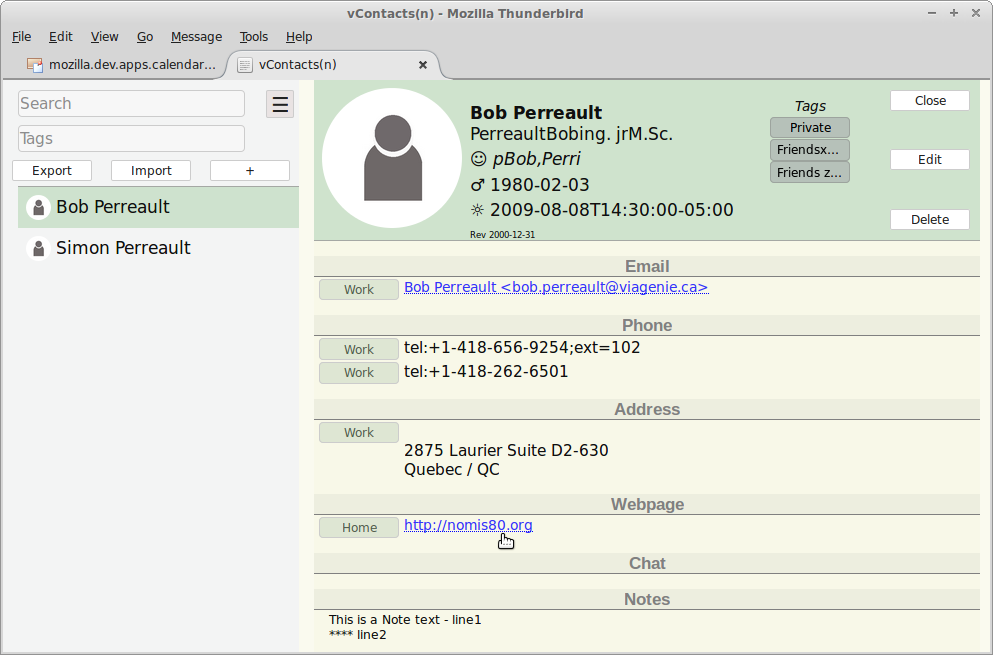 vContacts(n) - Mozilla Thunderbird
File Edit View Go Message Tools Help
mozilla.dev.apps.calendar... vContacts(n)
Search
Tags
Export Import +
Bob Perreault
Simon Perreault
Bob Perreault
PerreaultBobing. jrM.Sc.
☺ pBob,Perri
♂ 1980-02-03
☼ 2009-08-08T14:30:00-05:00
Rev 2000-12-31
Tags
Private
Friendsx...
Friends z...
Close
Edit
Delete
Email
Work Bob Perreault <bob.perreault@viagenie.ca>
Phone
Work tel:+1-418-656-9254;ext=102
Work tel:+1-418-262-6501
Address
Work
2875 Laurier Suite D2-630
Quebec / QC
Webpage
Home http://nomis80.org
Chat
Notes
This is a Note text - line1
**** line2